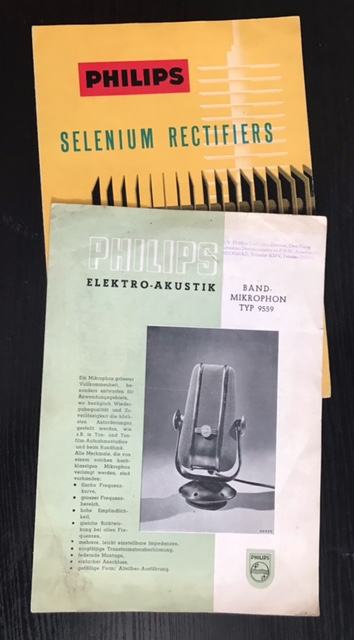 PHILIPS
SELENIUM RECTIFIERS
PHILIPS
ELEKTRO-AKUSTIK
BAND-
MIKROPHON
TYP 9559
Ein Mikrophon grösster
Vollkommenheit, be-
sonders entworfen für
Anwendungsgebiete,
wo bezüglich Wieder-
gabequalität und Zu-
verlässigkeit die höch-
sten Anforderungen
gestellt werden, wie
z.B. in Ton- und Ton-
film-Aufnahmestudios
und beim Rundfunk.
Alle Merkmale, die von
einem solchen hoch-
klassigen Mikrophon
verlangt werden, sind
vorhanden:
• flache Frequenz-
kurve,
• grosser Frequenz-
bereich,
• hohe Empfindlich-
keit,
• gleiche Richtwir-
kung bei allen Fre-
quenzen,
• mehrere, leicht einstellbare Impedanzen,
• sorgfältige Transformatorabschirmung,
• federnde Montage,
• einfacher Anschluss,
• gefällige Form; Altsilber-Ausführung.
PHILIPS